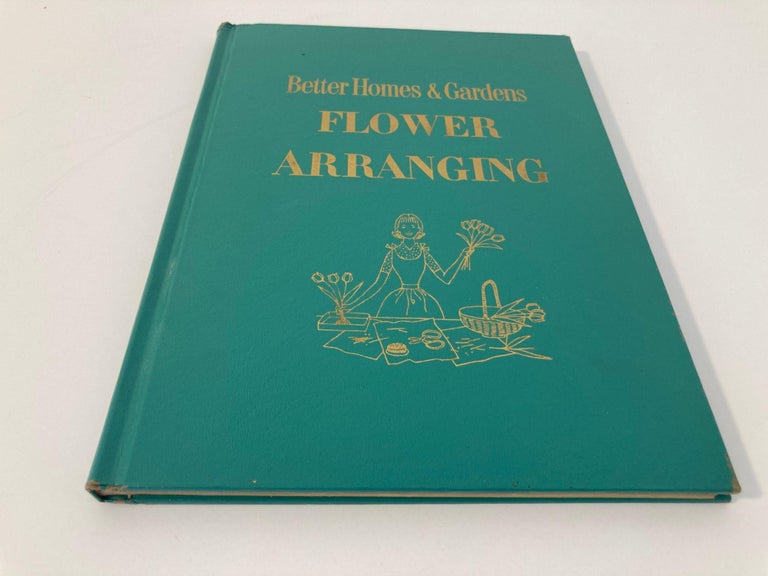 Better Homes & Gardens
FLOWER
ARRANGING